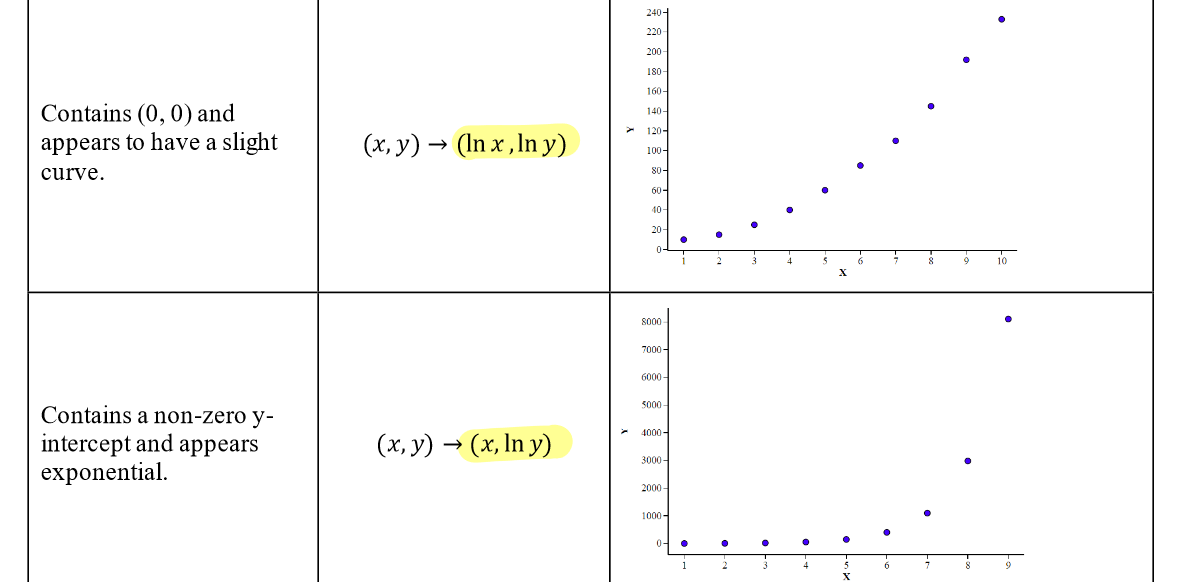 Contains (0, 0) and
appears to have a slight
curve.
(x, y) → (ln x , ln y)
240
220
200
180
160
140
120
100
80
60
40
20
0
Y
1 2 3 4 5 6 7 8 9 10
X
Contains a non-zero y-
intercept and appears
exponential.
(x, y) → (x, ln y)
8000
7000
6000
5000
4000
3000
2000
1000
0
Y
1 2 3 4 5 6 7 8 9
X